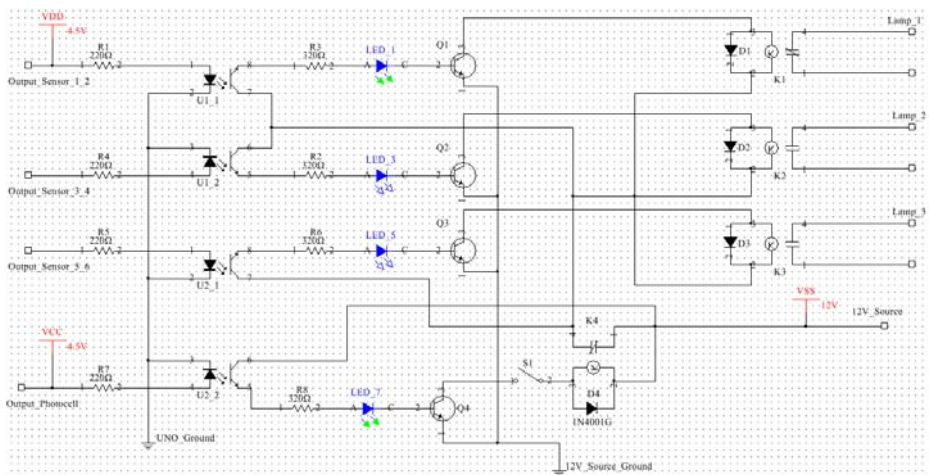 VDD
4.5V
R1
220Ω
R3
320Ω
LED_1
Q1
Output_Sensor_1_2
U1_1
D1
K1
Lamp_1
R4
220Ω
R2
320Ω
LED_3
Q2
Output_Sensor_3_4
U1_2
D2
K2
Lamp_2
R5
220Ω
R6
320Ω
LED_5
Q3
Output_Sensor_5_6
U2_1
D3
K3
Lamp_3
VSS
12V
12V_Source
K4
VCC
4.5V
R7
220Ω
Output_Photocell
U2_2
R8
320Ω
LED_7
Q4
S1
D4
1N4001G
UNO_Ground
12V_Source_Ground